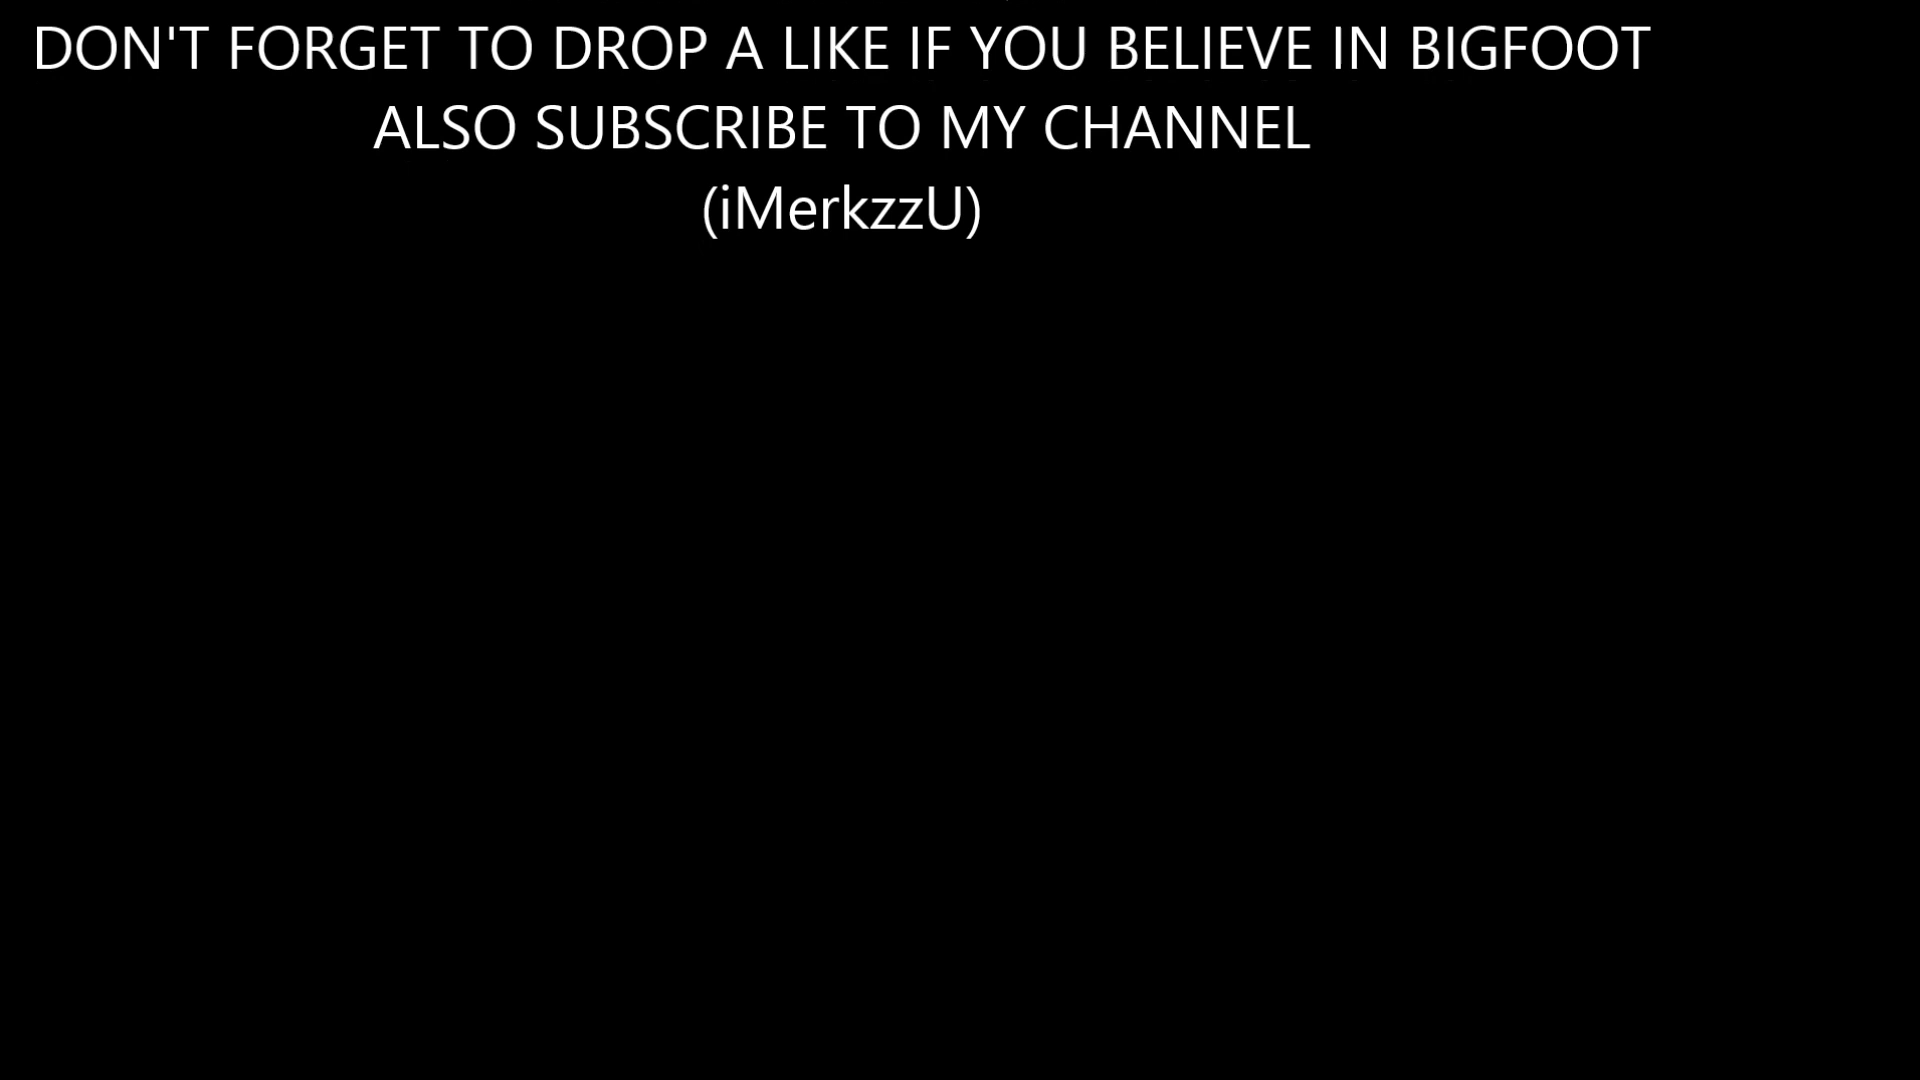 DON'T FORGET TO DROP A LIKE IF YOU BELIEVE IN BIGFOOT
ALSO SUBSCRIBE TO MY CHANNEL
(iMerkzzU)